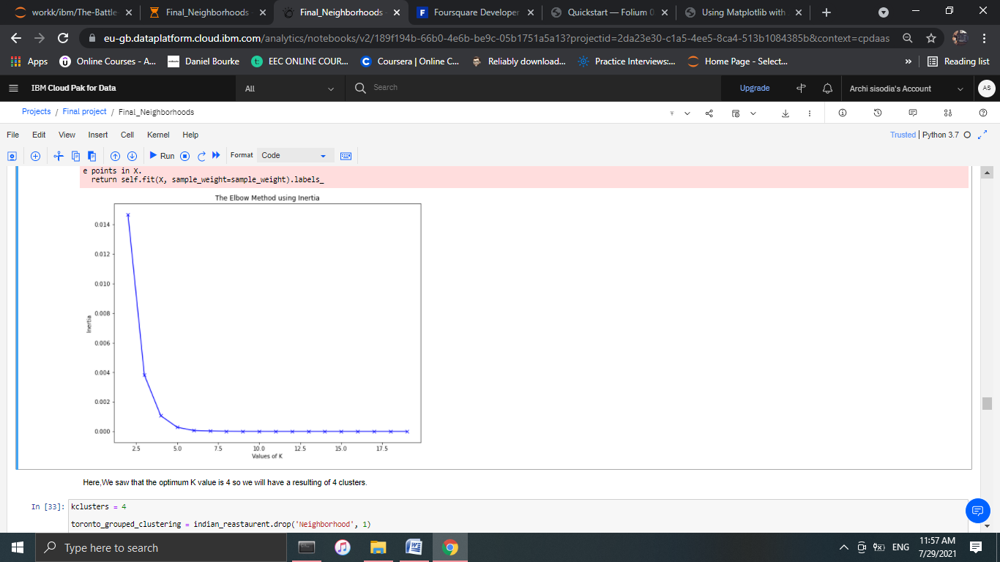 workk/ibm/The-Battle-
Final_Neighborhoods -
Final_Neighborhoods -
Foursquare Developer
Quickstart — Folium 0
Using Matplotlib with
eu-gb.dataplatform.cloud.ibm.com/analytics/notebooks/v2/189f194b-66b0-4e6b-be9c-05b1751a5a13?projectid=2da23e30-c1a5-4ee5-8ca4-513b1084385b&context=cpdaas
Apps
Online Courses - A...
Daniel Bourke
EEC ONLINE COUR...
Coursera | Online C...
Reliably download...
Practice Interviews:...
Home Page - Select...
»
Reading list
IBM Cloud Pak for Data
All
Search
Upgrade
Archi sisodia's Account
AS
Projects / Final project / Final_Neighborhoods
File Edit View Insert Cell Kernel Help
Trusted | Python 3.7
Run
Format
Code
e points in X.
return self.fit(X, sample_weight=sample_weight).labels_
The Elbow Method using Inertia
0.014
0.012
0.010
0.008
0.006
0.004
0.002
0.000
Inertia
2.5 5.0 7.5 10.0 12.5 15.0 17.5
Values of K
Here,We saw that the optimum K value is 4 so we will have a resulting of 4 clusters.
In [33]: kclusters = 4
toronto_grouped_clustering = indian_reastaurent.drop('Neighborhood', 1)
Type here to search
ENG
11:57 AM
7/29/2021